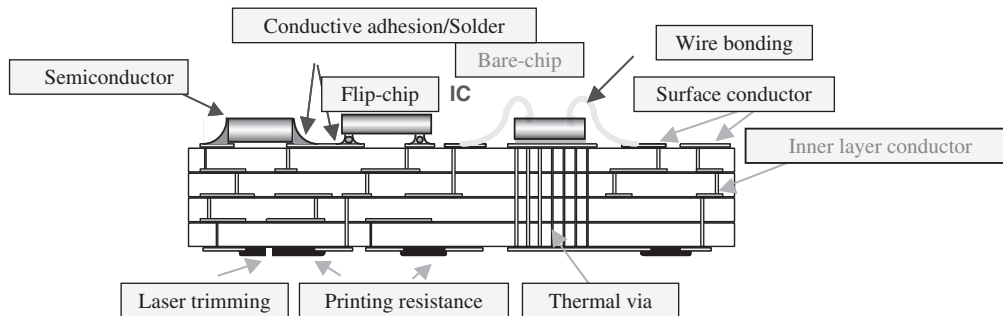 Conductive adhesion/Solder
Wire bonding
Bare-chip
Semiconductor
Flip-chip
IC
Surface conductor
Inner layer conductor
Laser trimming
Printing resistance
Thermal via